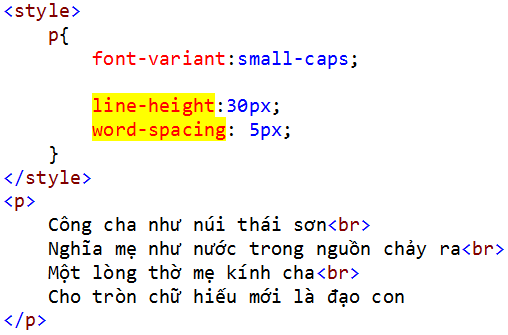 <style>
p{
font-variant:small-caps;
line-height:30px;
word-spacing: 5px;
}
</style>
<p>
Công cha như núi thái sơn<br>
Nghĩa mẹ như nước trong nguồn chảy ra<br>
Một lòng thờ mẹ kính cha<br>
Cho tròn chữ hiếu mới là đạo con
</p>